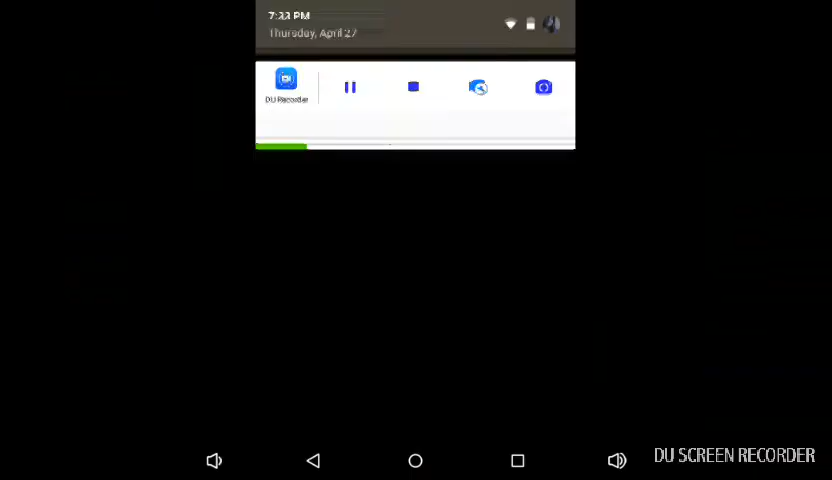 7:33 PM
Thursday, April 27
DU Recorder
DU SCREEN RECORDER